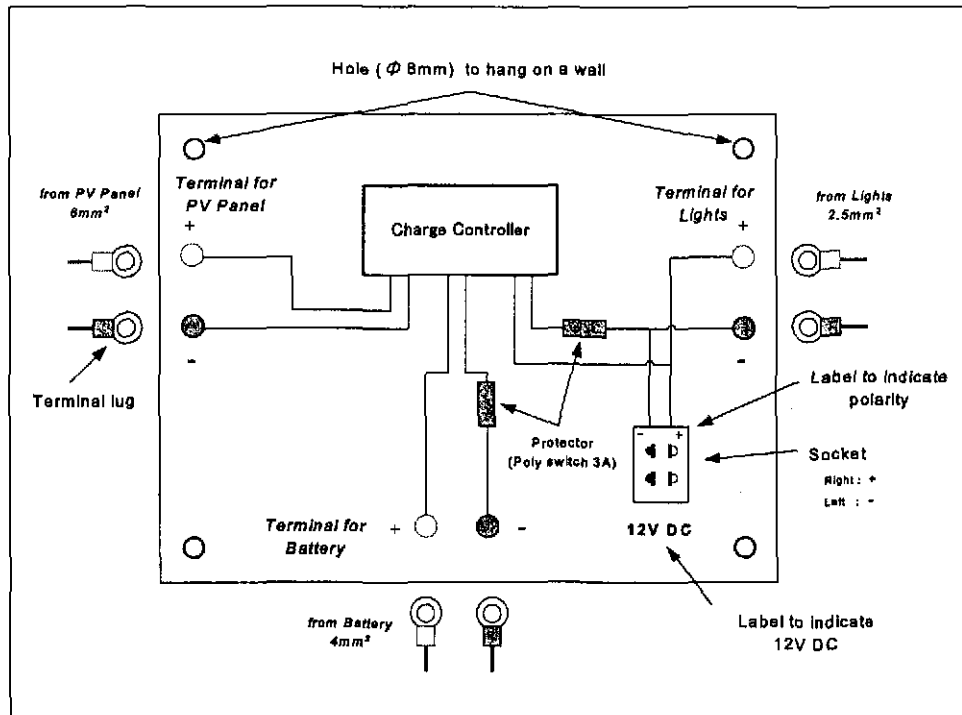 Hole ( Φ 8mm) to hang on a wall
from PV Panel
6mm²
Terminal for
PV Panel
+
-
Terminal lug
Charge Controller
Terminal for
Lights
+
-
from Lights
2.5mm²
Label to indicate
polarity
Protector
(Poly switch 3A)
- +
Socket
Right : +
Left : -
Terminal for
Battery
+ -
12V DC
from Battery
4mm²
Label to indicate
12V DC